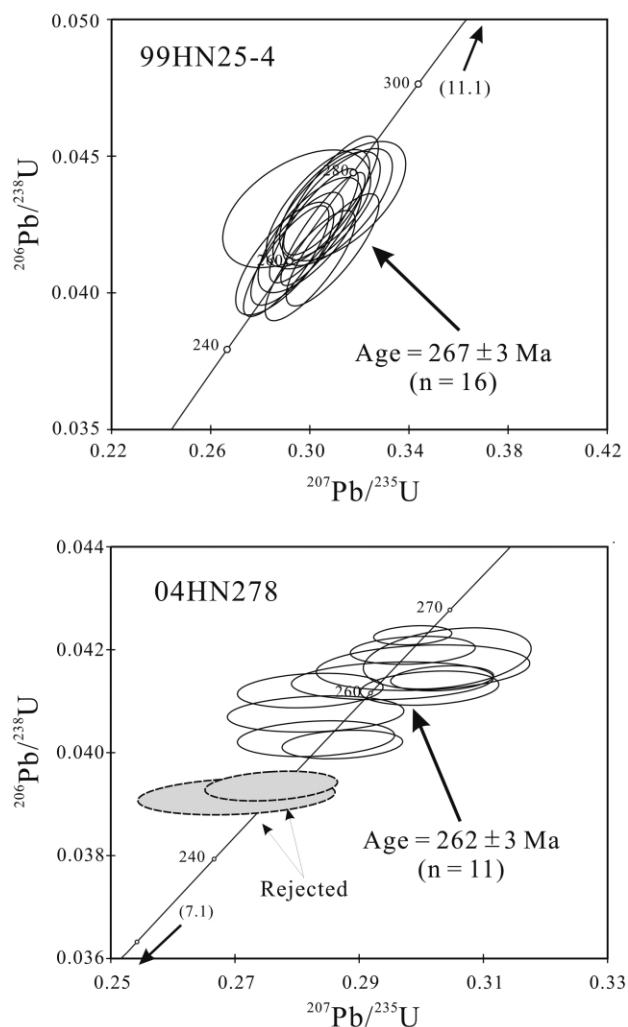 0.050
99HN25-4
300
(11.1)
0.045
280
206Pb/238U
260
0.040
240
Age = 267 ± 3 Ma
(n = 16)
0.035
0.22 0.26 0.30 0.34 0.38 0.42
207Pb/235U
0.044
04HN278
270
0.042
260
206Pb/238U
0.040
Age = 262 ± 3 Ma
(n = 11)
0.038
240
Rejected
(7.1)
0.036
0.25 0.27 0.29 0.31 0.33
207Pb/235U